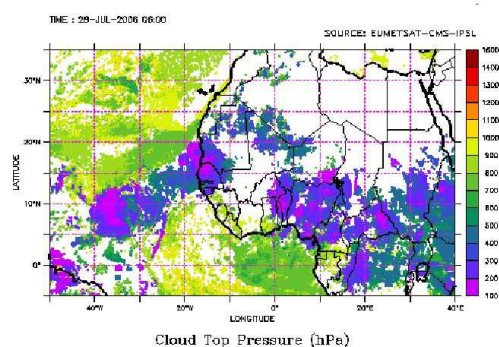 TIME : 29-JUL-2006 06:00
SOURCE: EUMETSAT-CMS-IPSL
30°N
20°N
10°N
0°
LATITUDE
40°W
20°W
0°
20°E
40°E
LONGITUDE
1600
1400
1300
1200
1100
1000
900
800
700
600
500
400
300
200
100
Cloud Top Pressure (hPa)